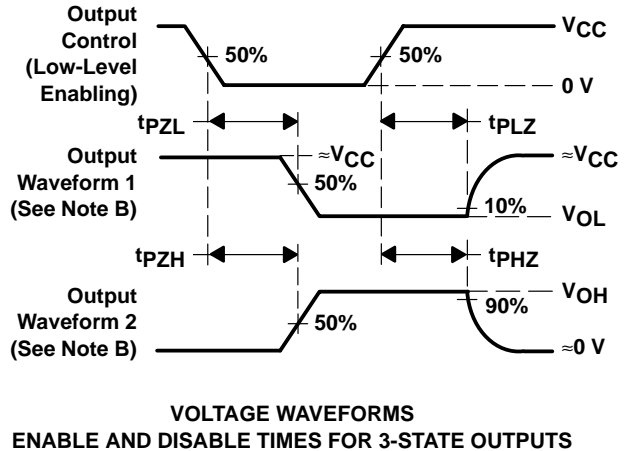 Output
Control
(Low-Level
Enabling)
50%
50%
VCC
0 V
tPZL
tPLZ
Output
Waveform 1
(See Note B)
≈VCC
50%
10%
≈VCC
VOL
tPZH
tPHZ
Output
Waveform 2
(See Note B)
50%
90%
VOH
≈0 V
VOLTAGE WAVEFORMS
ENABLE AND DISABLE TIMES FOR 3-STATE OUTPUTS